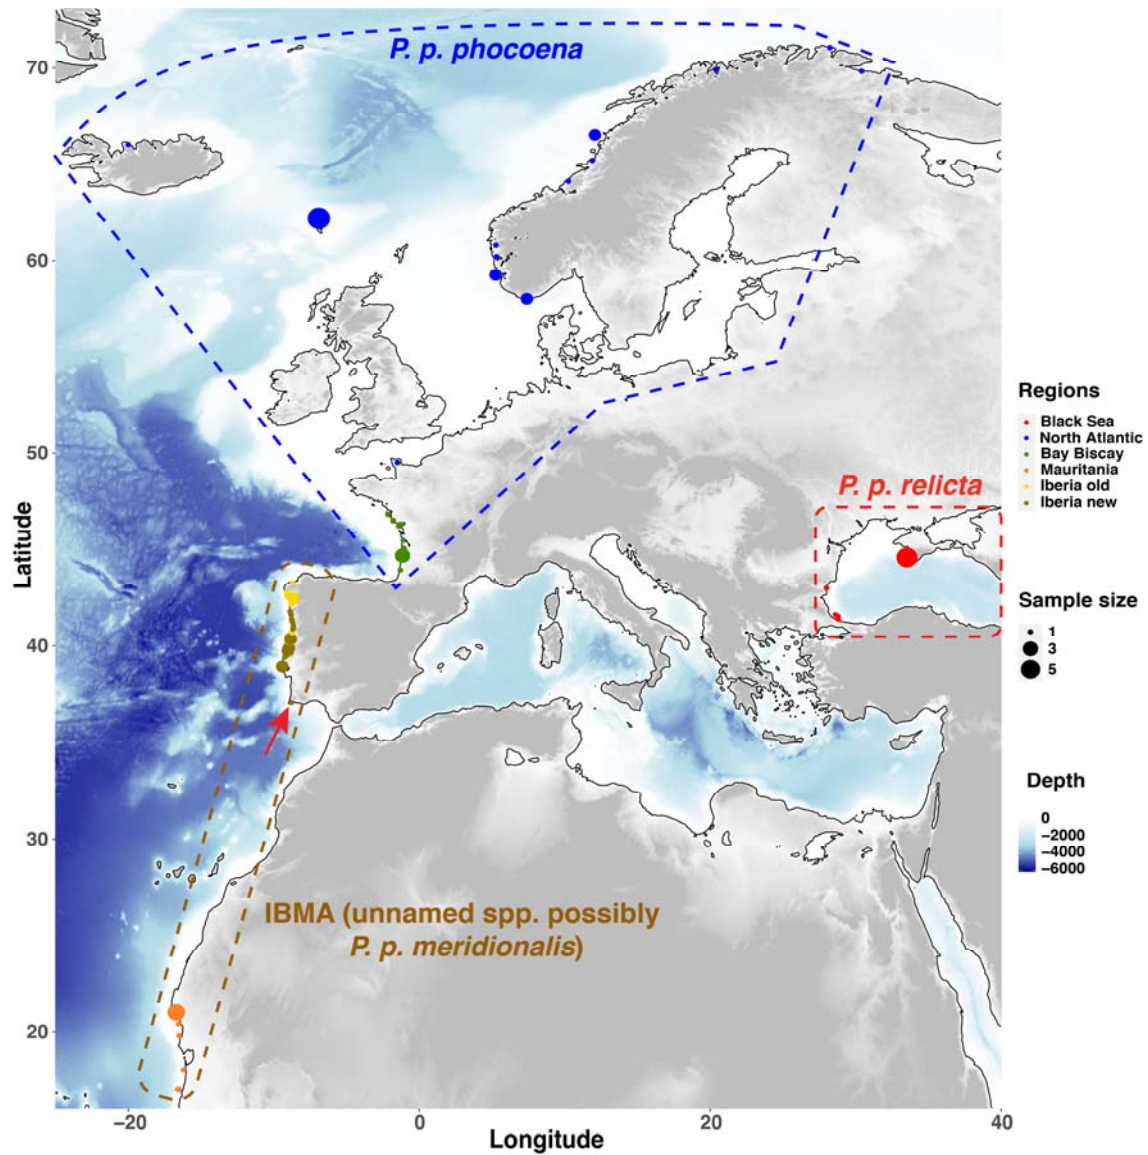 P. p. phocoena
70
60
50
40
30
20
Latitude
P. p. relicta
IBMA (unnamed spp. possibly
P. p. meridionalis)
−20
0
20
40
Longitude
Regions
Black Sea
North Atlantic
Bay Biscay
Mauritania
Iberia old
Iberia new
Sample size
1
3
5
Depth
0
−2000
−4000
−6000